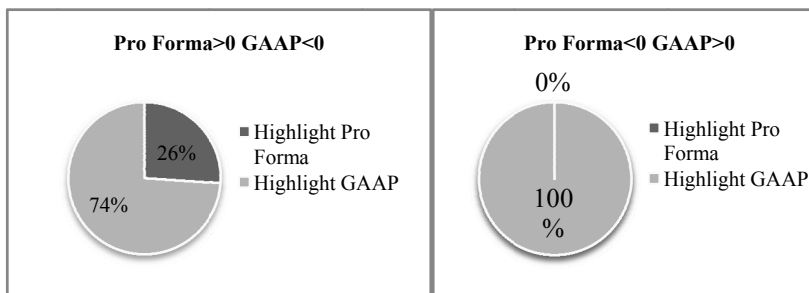 Pro Forma>0 GAAP<0
26%
74%
Highlight Pro
Forma
Highlight GAAP
Pro Forma<0 GAAP>0
0%
100
%
Highlight Pro
Forma
Highlight GAAP